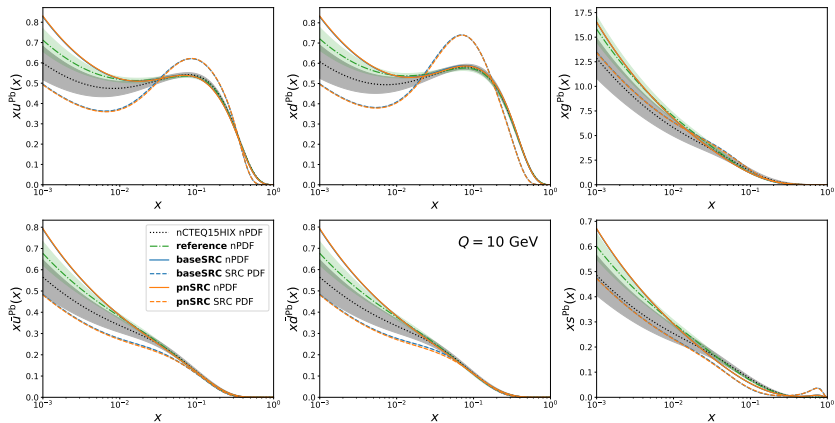 0.8
0.7
0.6
0.5
0.4
0.3
0.2
0.1
0.0
xu^Pb(x)
10^−3 10^−2 10^−1 10^0
x
0.8
0.7
0.6
0.5
0.4
0.3
0.2
0.1
0.0
xd^Pb(x)
10^−3 10^−2 10^−1 10^0
x
17.5
15.0
12.5
10.0
7.5
5.0
2.5
0.0
xg^Pb(x)
10^−3 10^−2 10^−1 10^0
x
0.8
0.7
0.6
0.5
0.4
0.3
0.2
0.1
0.0
xū^Pb(x)
10^−3 10^−2 10^−1 10^0
x
nCTEQ15HIX nPDF
reference nPDF
baseSRC nPDF
baseSRC SRC PDF
pnSRC nPDF
pnSRC SRC PDF
0.8
0.7
0.6
0.5
0.4
0.3
0.2
0.1
0.0
xd̄^Pb(x)
10^−3 10^−2 10^−1 10^0
x
Q = 10 GeV
0.7
0.6
0.5
0.4
0.3
0.2
0.1
0.0
xs^Pb(x)
10^−3 10^−2 10^−1 10^0
x